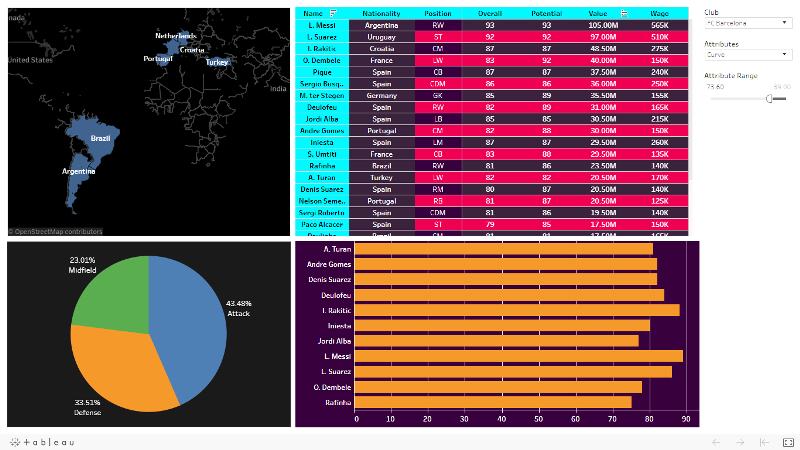 nada
United States
Netherlands
Croatia
Portugal
Turkey
India
Brazil
Argentina
© OpenStreetMap contributors
Name Nationality Position Overall Potential Value Wage
L. Messi Argentina RW 93 93 105.00M 565K
L. Suarez Uruguay ST 92 92 97.00M 510K
I. Rakitic Croatia CM 87 87 48.50M 275K
O. Dembele France LW 83 92 40.00M 150K
Pique Spain CB 87 87 37.50M 240K
Sergio Busq.. Spain CDM 86 86 36.00M 250K
M. ter Stegen Germany GK 85 89 35.50M 155K
Deulofeu Spain RW 82 89 31.00M 165K
Jordi Alba Spain LB 85 85 30.50M 215K
Andre Gomes Portugal CM 82 88 30.00M 150K
Iniesta Spain LM 87 87 29.50M 260K
S. Umtiti France CB 83 88 29.50M 135K
Rafinha Brazil RW 81 86 23.50M 140K
A. Turan Turkey LW 82 82 20.50M 170K
Denis Suarez Spain RM 80 87 20.50M 140K
Nelson Seme.. Portugal RB 81 87 20.50M 125K
Sergi Roberto Spain CDM 81 86 19.50M 140K
Paco Alcacer Spain ST 79 85 17.50M 150K
Club
FC Barcelona
Attributes
Curve
Attribute Range
73.60 89.00
23.01%
Midfield
43.48%
Attack
33.51%
Defense
A. Turan
Andre Gomes
Denis Suarez
Deulofeu
I. Rakitic
Iniesta
Jordi Alba
L. Messi
L. Suarez
O. Dembele
Rafinha
0 10 20 30 40 50 60 70 80 90
+ableau